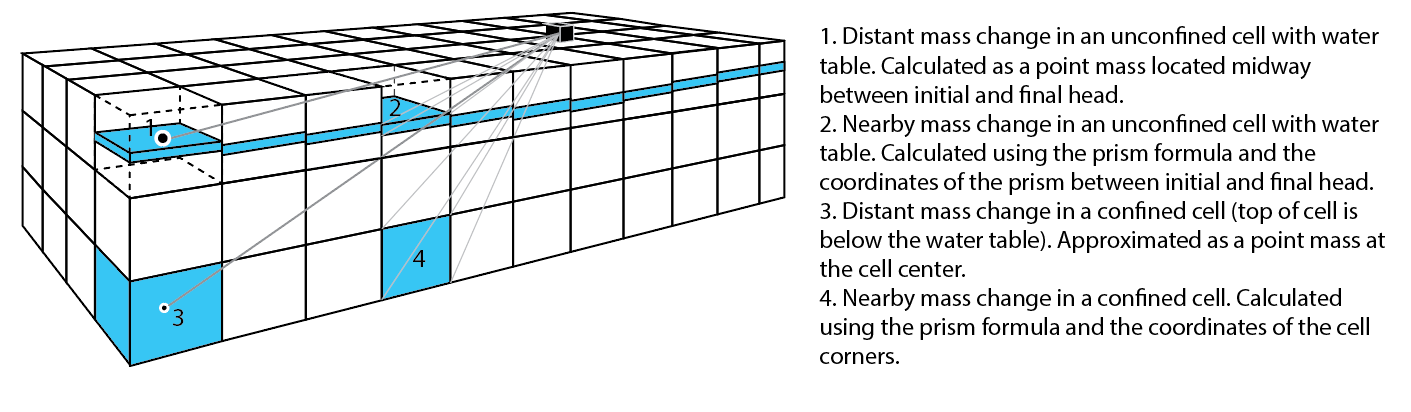 1
2
3
4
1. Distant mass change in an unconfined cell with water
table. Calculated as a point mass located midway
between initial and final head.
2. Nearby mass change in an unconfined cell with water
table. Calculated using the prism formula and the
coordinates of the prism between initial and final head.
3. Distant mass change in a confined cell (top of cell is
below the water table). Approximated as a point mass at
the cell center.
4. Nearby mass change in a confined cell. Calculated
using the prism formula and the coordinates of the cell
corners.